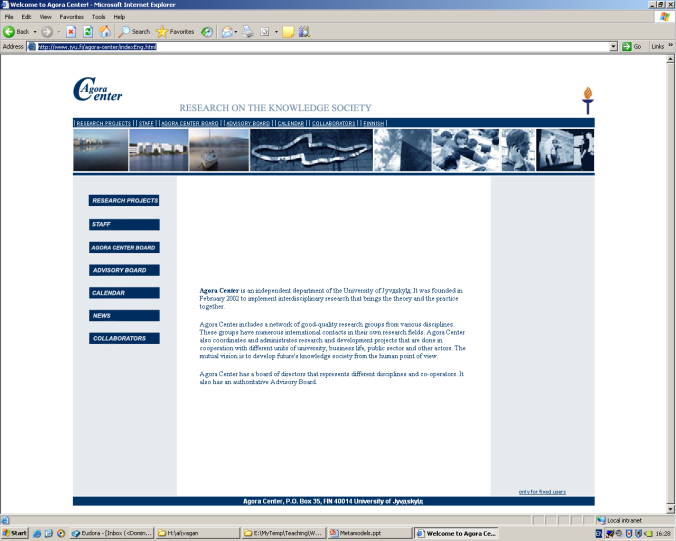 Welcome to Agora Center! - Microsoft Internet Explorer
File Edit View Favorites Tools Help
Back Search Favorites
Address http://www.jyu.fi/agora-center/indexEng.html Go Links »
Agora Center
RESEARCH ON THE KNOWLEDGE SOCIETY
| RESEARCH PROJECTS | | STAFF | | AGORA CENTER BOARD | | ADVISORY BOARD | | CALENDAR | | COLLABORATORS | | FINNISH |
RESEARCH PROJECTS
STAFF
AGORA CENTER BOARD
ADVISORY BOARD
CALENDAR
NEWS
COLLABORATORS
Agora Center is an independent department of the University of Jyvдskylд. It was founded in
February 2002 to implement interdisciplinary research that brings the theory and the practice
together.
Agora Center includes a network of good-quality research groups from various disciplines.
These groups have numerous international contacts in their own research fields. Agora Center
also coordinates and administrates research and development projects that are done in
cooperation with different units of university, business life, public sector and other actors. The
mutual vision is to develop future's knowledge society from the human point of view.
Agora Center has a board of directors that represents different disciplines and co-operators. It
also has an authoritative Advisory Board.
only for fixed users
Agora Center, P.O. Box 35, FIN 40014 University of Jyvдskylд
Local intranet
Start Eudora - [Inbox (<Domin... H:\ai\vagan E:\MyTemp\Teaching\W... Metamodels.ppt Welcome to Agora Ce... 16:28